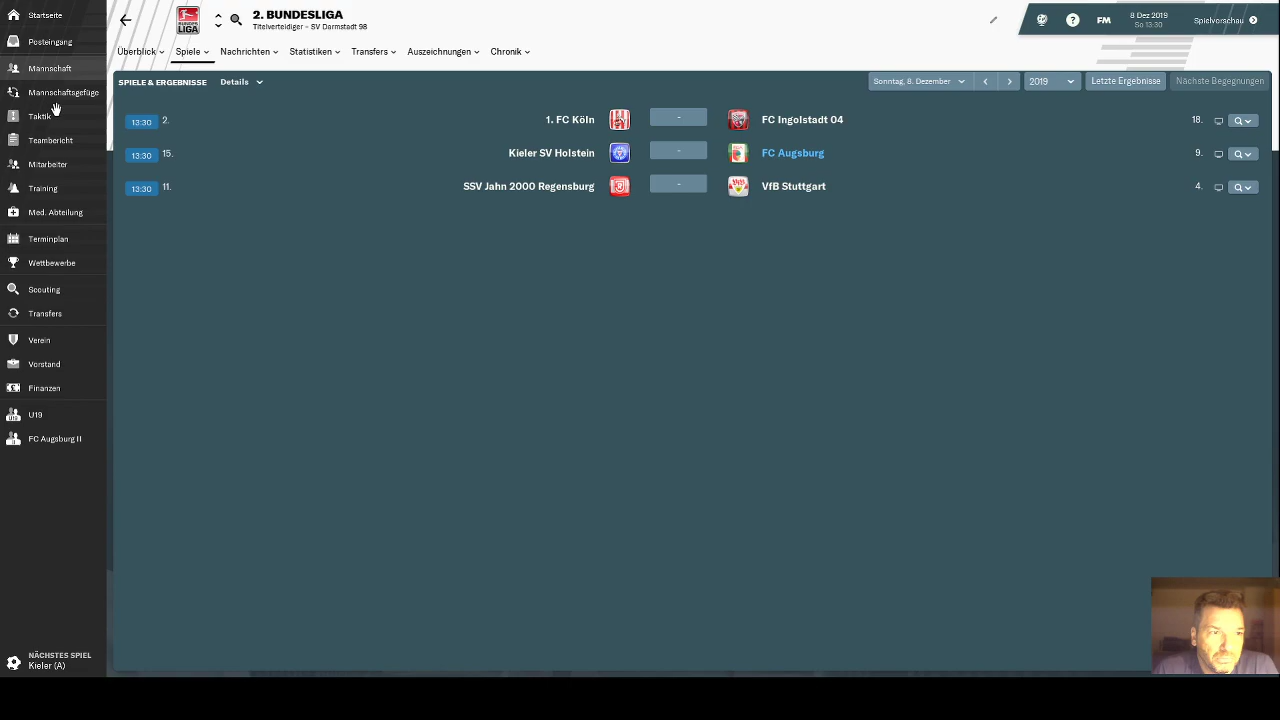 Startseite
Posteingang
Mannschaft
Mannschaftsgefüge
Taktik
Teambericht
Mitarbeiter
Training
Med. Abteilung
Terminplan
Wettbewerbe
Scouting
Transfers
Verein
Vorstand
Finanzen
U19
FC Augsburg II
NÄCHSTES SPIEL
Kieler (A)
2. BUNDESLIGA
Titelverteidiger – SV Darmstadt 98
? FM 8 Dez 2019 Spielvorschau
So 13:30
Überblick Spiele Nachrichten Statistiken Transfers Auszeichnungen Chronik
SPIELE & ERGEBNISSE Details Sonntag, 8. Dezember 2019 Letzte Ergebnisse Nächste Begegnungen
13:30 2. 1. FC Köln - FC Ingolstadt 04 18.
13:30 15. Kieler SV Holstein - FC Augsburg 9.
13:30 11. SSV Jahn 2000 Regensburg - VfB Stuttgart 4.